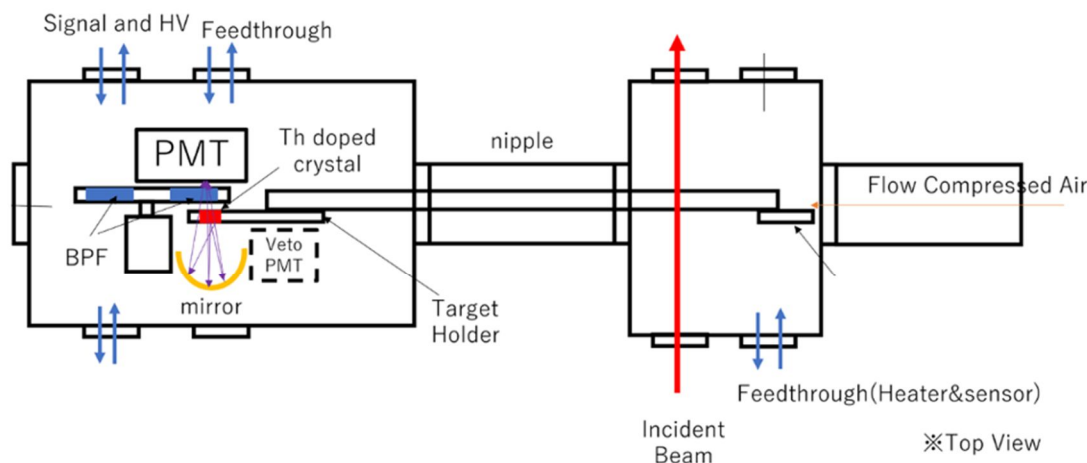 Signal and HV
Feedthrough
PMT
Th doped
crystal
nipple
Flow Compressed Air
BPF
Veto
PMT
mirror
Target
Holder
Feedthrough(Heater&sensor)
Incident
Beam
※Top View